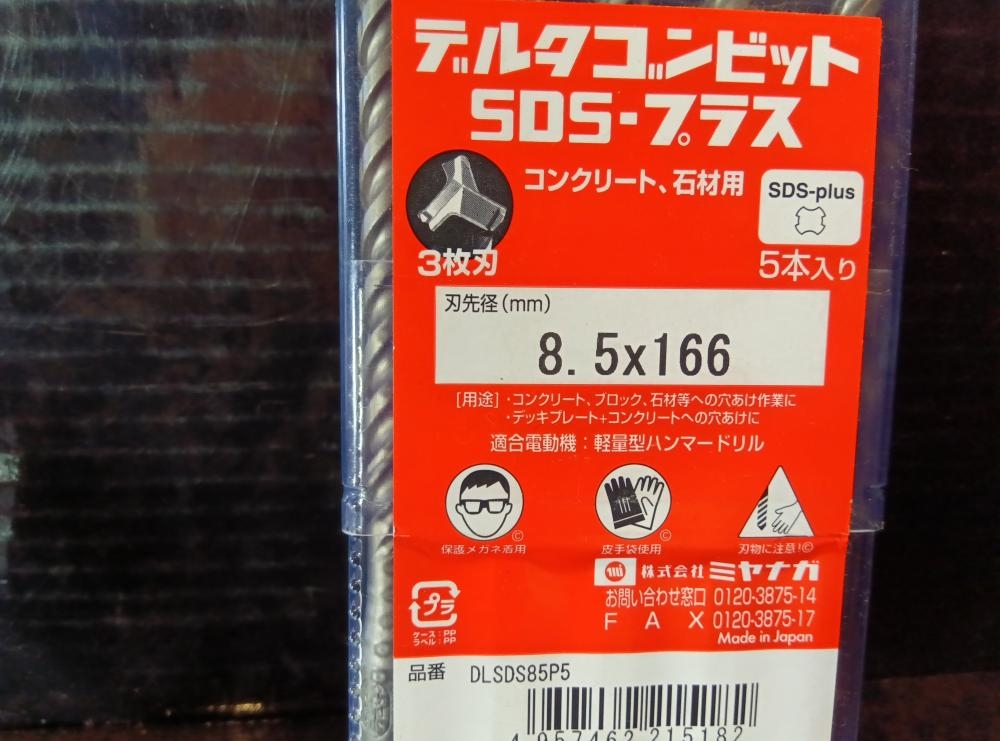 デルタゴンビット
SDS-プラス
コンクリート、石材用
SDS-plus
3枚刃
5本入り
刃先径(mm)
8.5x166
[用途]・コンクリート、ブロック、石材等への穴あけ作業に
・デッキプレート+コンクリートへの穴あけに
適合電動機:軽量型ハンマードリル
保護メガネ着用
皮手袋使用
刃物に注意!©
株式会社ミヤナガ
お問い合わせ窓口 0120-3875-14
FAX 0120-3875-17
Made in Japan
プラ
ケース:PP
ラベル:PP
品番 DLSDS85P5
4 957462 215182